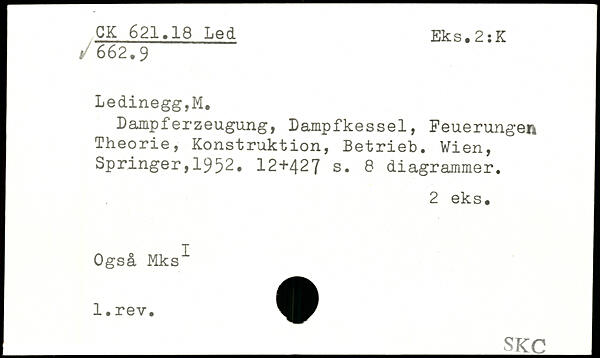 CK 621.18 Led Eks.2:K
662.9
Ledinegg,M.
Dampferzeugung, Dampfkessel, Feuerungen
Theorie, Konstruktion, Betrieb. Wien,
Springer,1952. 12+427 s. 8 diagrammer.
2 eks.
Også Mks I
1.rev.
SKC